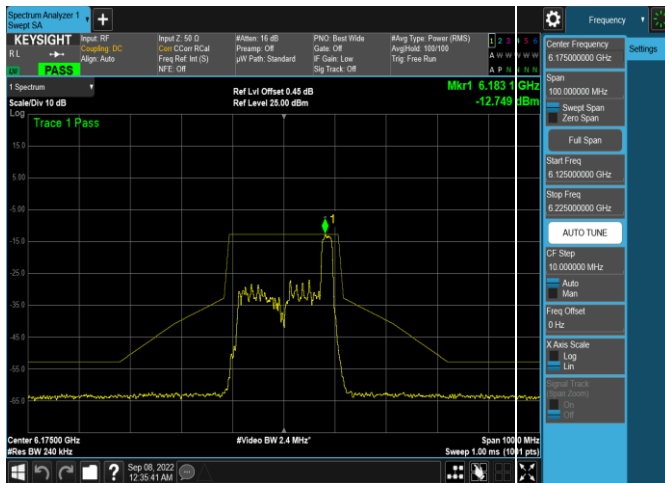 Spectrum Analyzer 1
Swept SA
+
Frequency
KEYSIGHT
R L
LV
PASS
Input: RF
Coupling: DC
Align: Auto
Input Z: 50 Ω
Corr CCorr RCal
Freq Ref: Int (S)
NFE: Off
#Atten: 16 dB
Preamp: Off
µW Path: Standard
PNO: Best Wide
Gate: Off
IF Gain: Low
Sig Track: Off
#Avg Type: Power (RMS)
Avg|Hold: 100/100
Trig: Free Run
1 2 3 4 5 6
A P N N N N
1 Spectrum
Scale/Div 10 dB
Log
Ref Lvl Offset 0.45 dB
Ref Level 25.00 dBm
Mkr1 6.183 1 GHz
-12.749 dBm
Trace 1 Pass
15.0
5.00
-5.00
-15.0
-25.0
-35.0
-45.0
-55.0
-65.0
1
Center 6.17500 GHz
#Res BW 240 kHz
#Video BW 2.4 MHz*
Span 100.0 MHz
Sweep 1.00 ms (1001 pts)
Sep 08, 2022
12:35:41 AM
?
Center Frequency
6.175000000 GHz
Settings
Span
100.000000 MHz
Swept Span
Zero Span
Full Span
Start Freq
6.125000000 GHz
Stop Freq
6.225000000 GHz
AUTO TUNE
CF Step
10.000000 MHz
Auto
Man
Freq Offset
0 Hz
X Axis Scale
Log
Lin
Signal Track
(Span Zoom)
On
Off